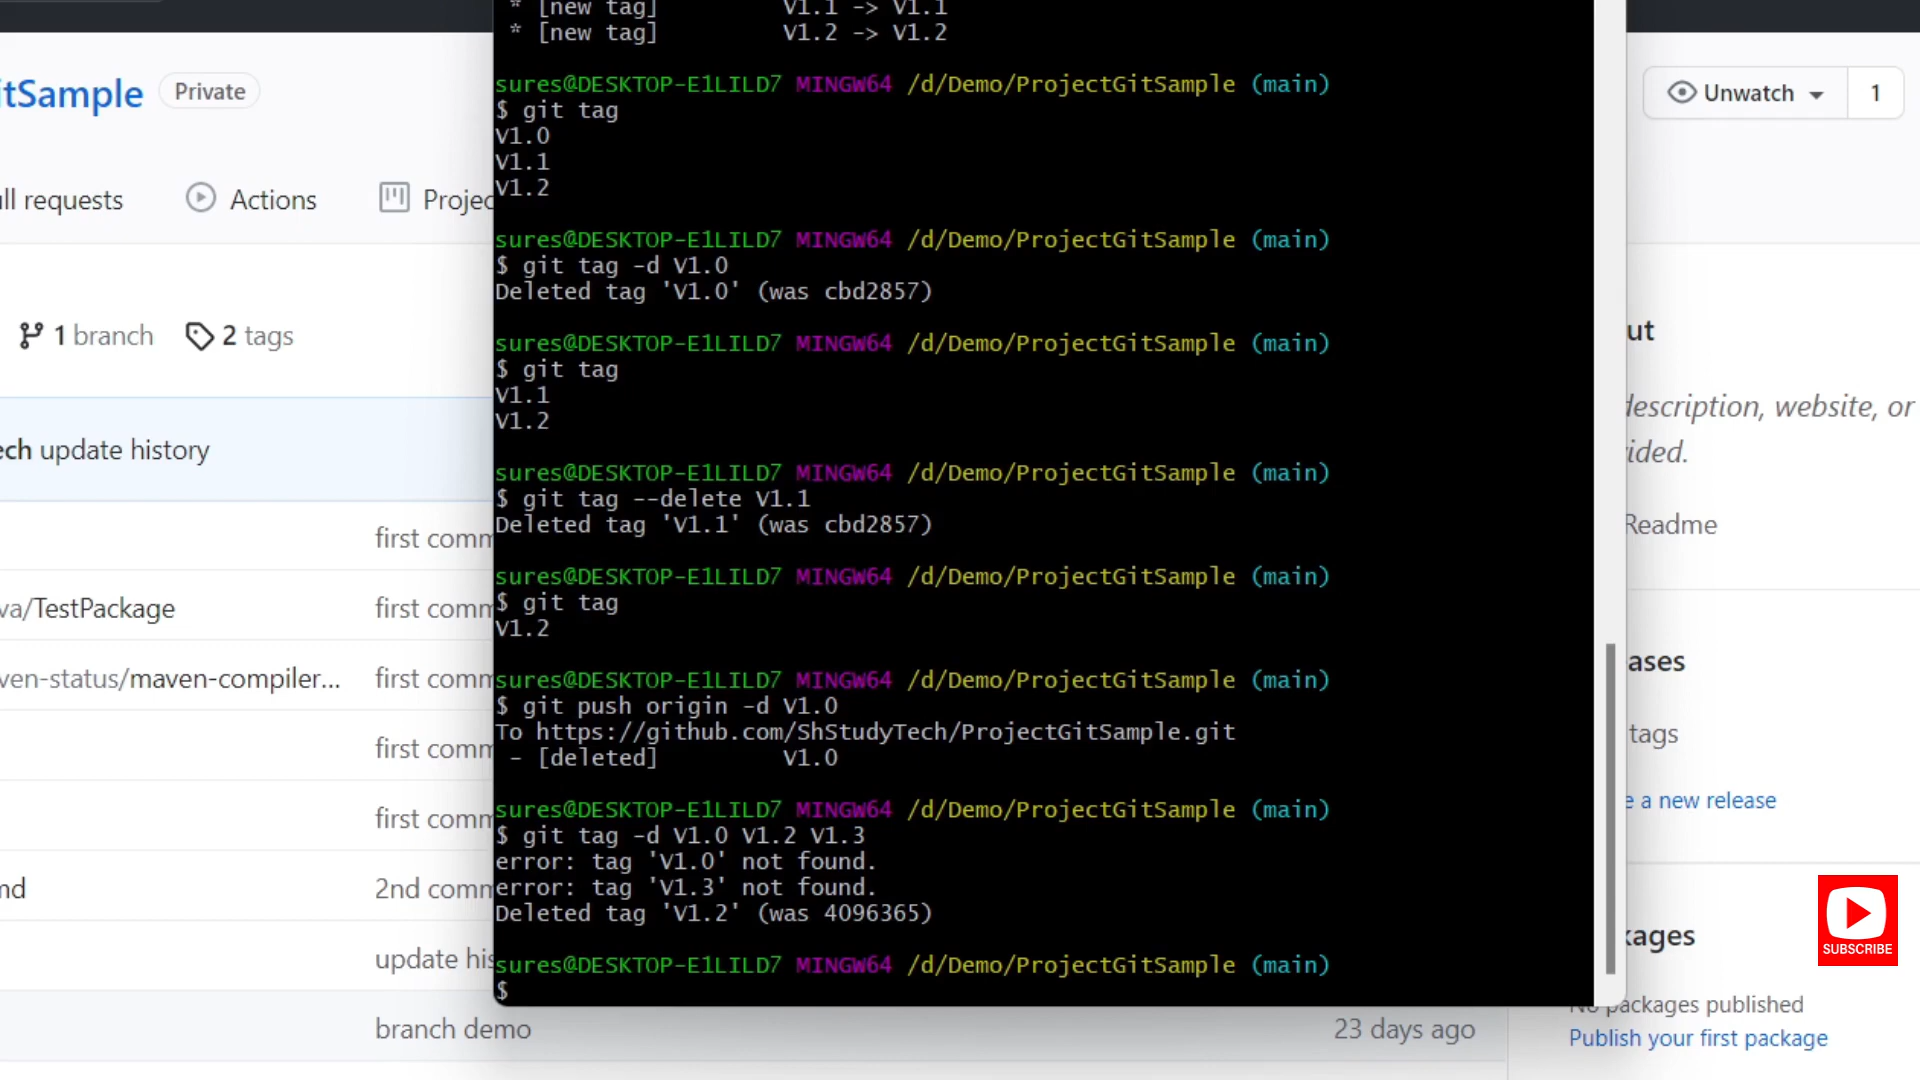 * [new tag] V1.1 -> V1.1
* [new tag] V1.2 -> V1.2
sures@DESKTOP-E1LILD7 MINGW64 /d/Demo/ProjectGitSample (main)
$ git tag
V1.0
V1.1
V1.2
sures@DESKTOP-E1LILD7 MINGW64 /d/Demo/ProjectGitSample (main)
$ git tag -d V1.0
Deleted tag 'V1.0' (was cbd2857)
sures@DESKTOP-E1LILD7 MINGW64 /d/Demo/ProjectGitSample (main)
$ git tag
V1.1
V1.2
sures@DESKTOP-E1LILD7 MINGW64 /d/Demo/ProjectGitSample (main)
$ git tag --delete V1.1
Deleted tag 'V1.1' (was cbd2857)
sures@DESKTOP-E1LILD7 MINGW64 /d/Demo/ProjectGitSample (main)
$ git tag
V1.2
sures@DESKTOP-E1LILD7 MINGW64 /d/Demo/ProjectGitSample (main)
$ git push origin -d V1.0
To https://github.com/ShStudyTech/ProjectGitSample.git
- [deleted] V1.0
sures@DESKTOP-E1LILD7 MINGW64 /d/Demo/ProjectGitSample (main)
$ git tag -d V1.0 V1.2 V1.3
error: tag 'V1.0' not found.
error: tag 'V1.3' not found.
Deleted tag 'V1.2' (was 4096365)
sures@DESKTOP-E1LILD7 MINGW64 /d/Demo/ProjectGitSample (main)
$
itSample Private
ll requests Actions Projec
1 branch 2 tags
ech update history
first comm
va/TestPackage first comm
ven-status/maven-compiler... first comm
first comm
first comm
md 2nd comm
update his
branch demo 23 days ago
Unwatch 1
ut
description, website, or
ided.
Readme
ases
tags
e a new release
kages
SUBSCRIBE
No packages published
Publish your first package